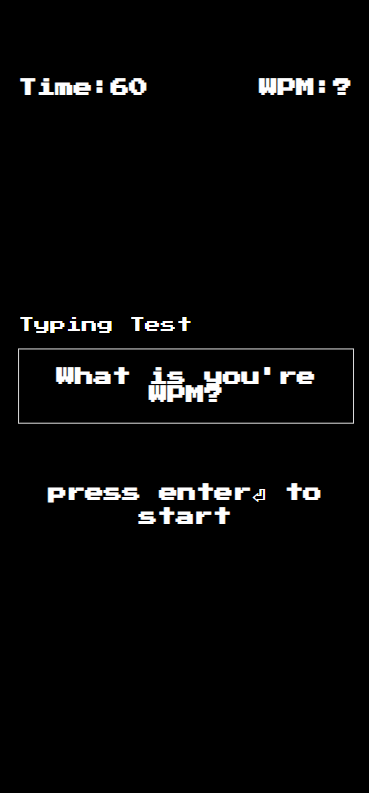 Time:60 WPM:?
Typing Test
What is you're
WPM?
press enter⏎ to
start